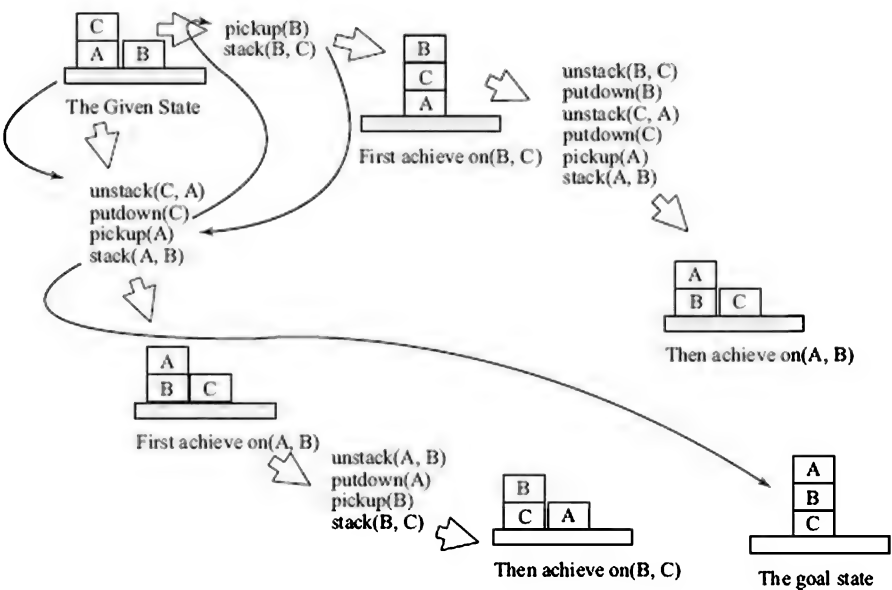 C
A B
The Given State
pickup(B)
stack(B, C)
B
C
A
First achieve on(B, C)
unstack(B, C)
putdown(B)
unstack(C, A)
putdown(C)
pickup(A)
stack(A, B)
A
B C
Then achieve on(A, B)
unstack(C, A)
putdown(C)
pickup(A)
stack(A, B)
A
B C
First achieve on(A, B)
unstack(A, B)
putdown(A)
pickup(B)
stack(B, C)
B
C A
Then achieve on(B, C)
A
B
C
The goal state